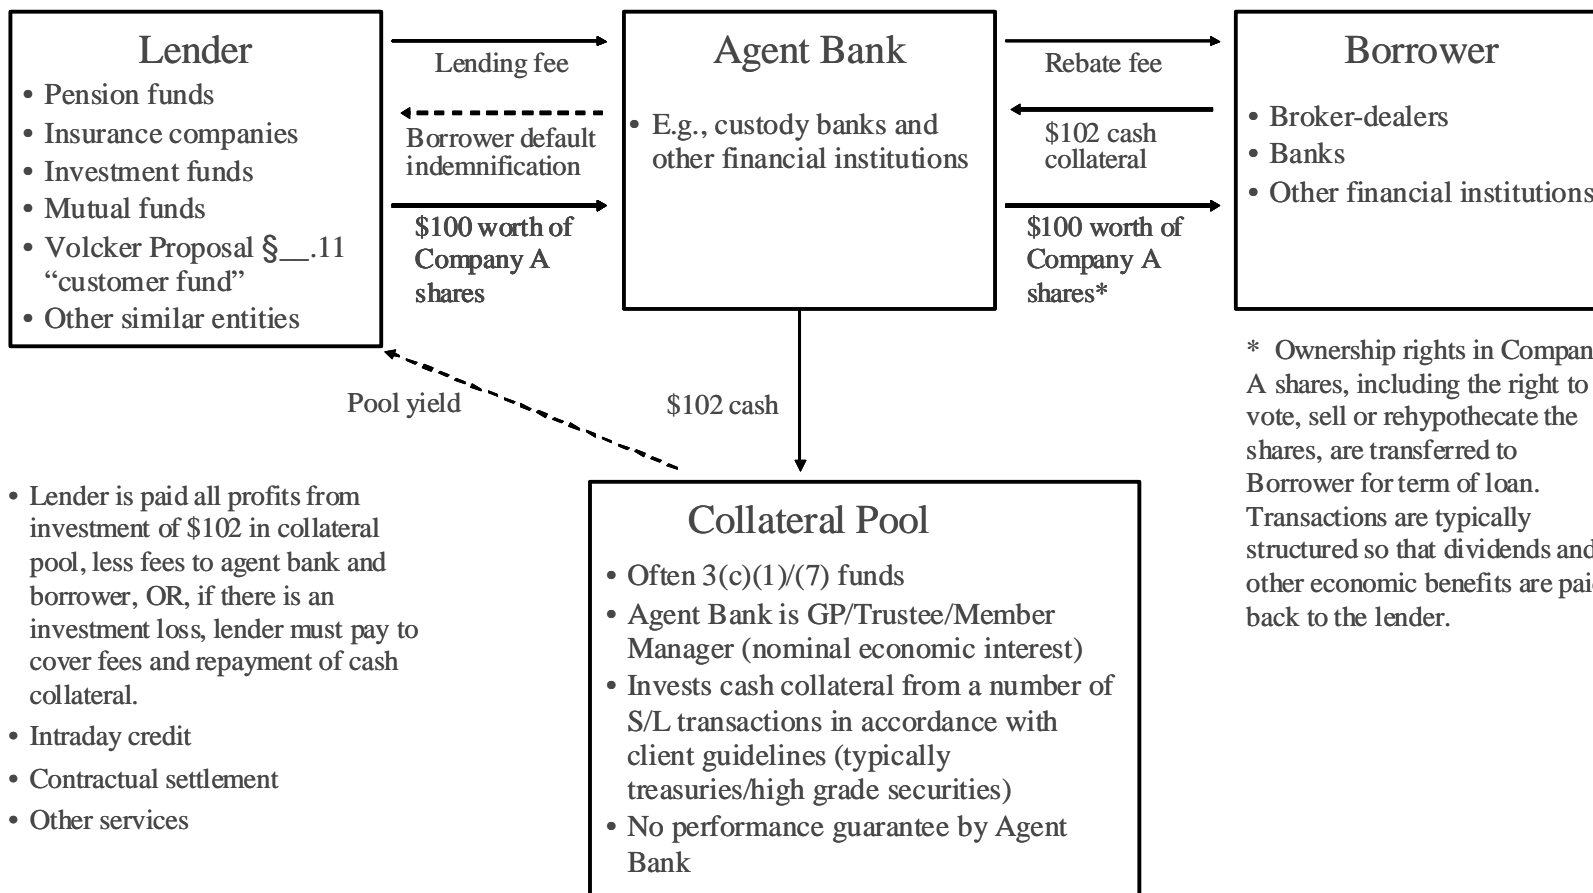 Lender
• Pension funds
• Insurance companies
• Investment funds
• Mutual funds
• Volcker Proposal §__.11
“customer fund”
• Other similar entities
Lending fee
Borrower default
indemnification
$100 worth of
Company A
shares
Agent Bank
• E.g., custody banks and
other financial institutions
Rebate fee
$102 cash
collateral
$100 worth of
Company A
shares*
Borrower
• Broker-dealers
• Banks
• Other financial institutions
* Ownership rights in Compan
A shares, including the right to
vote, sell or rehypothecate the
shares, are transferred to
Borrower for term of loan.
Transactions are typically
structured so that dividends and
other economic benefits are paid
back to the lender.
Pool yield
$102 cash
• Lender is paid all profits from
investment of $102 in collateral
pool, less fees to agent bank and
borrower, OR, if there is an
investment loss, lender must pay to
cover fees and repayment of cash
collateral.
• Intraday credit
• Contractual settlement
• Other services
Collateral Pool
• Often 3(c)(1)/(7) funds
• Agent Bank is GP/Trustee/Member
Manager (nominal economic interest)
• Invests cash collateral from a number of
S/L transactions in accordance with
client guidelines (typically
treasuries/high grade securities)
• No performance guarantee by Agent
Bank